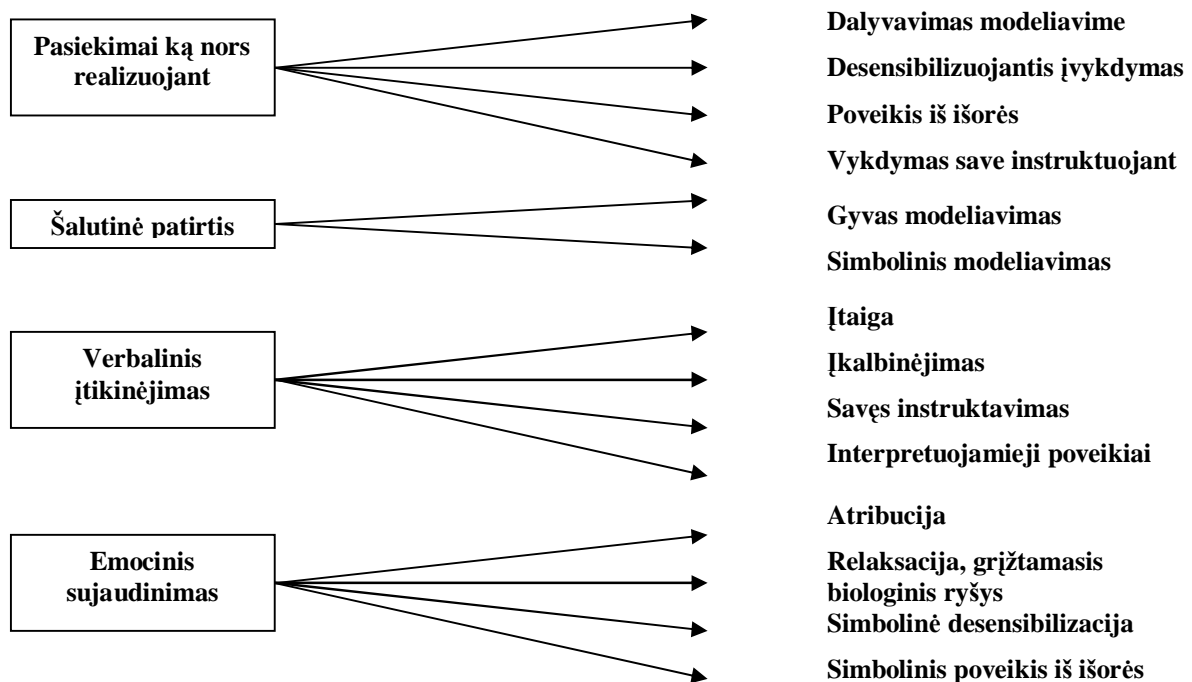 Pasiekimai ką nors
realizuojant
Dalyvavimas modeliavime
Desensibilizuojantis įvykdymas
Poveikis iš išorės
Vykdymas save instruktuojant
Šalutinė patirtis
Gyvas modeliavimas
Simbolinis modeliavimas
Verbalinis
įtikinėjimas
Įtaiga
Įkalbinėjimas
Savęs instruktavimas
Interpretuojamieji poveikiai
Emocinis
sujaudinimas
Atribucija
Relaksacija, grįžtamasis
biologinis ryšys
Simbolinė desensibilizacija
Simbolinis poveikis iš išorės